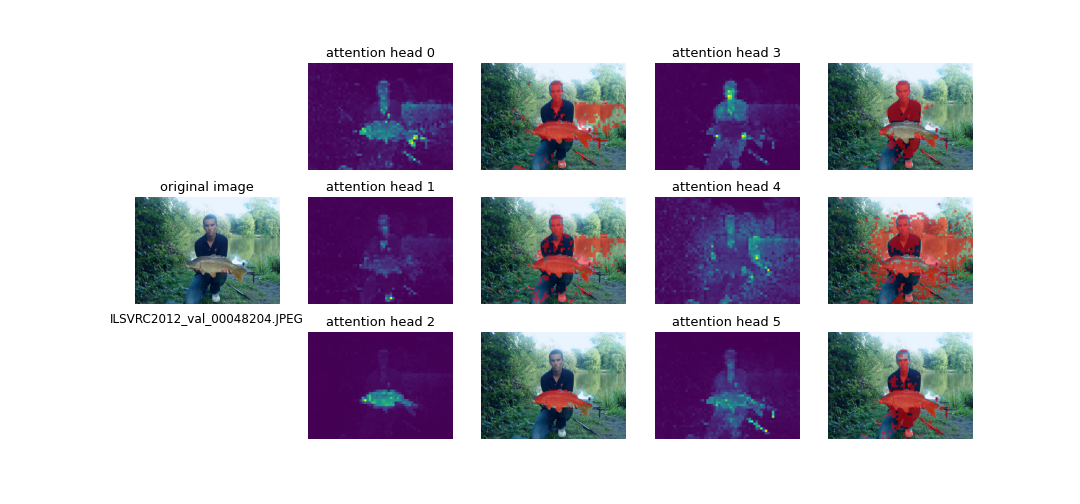 attention head 0
attention head 3
original image
attention head 1
attention head 4
ILSVRC2012_val_00048204.JPEG
attention head 2
attention head 5